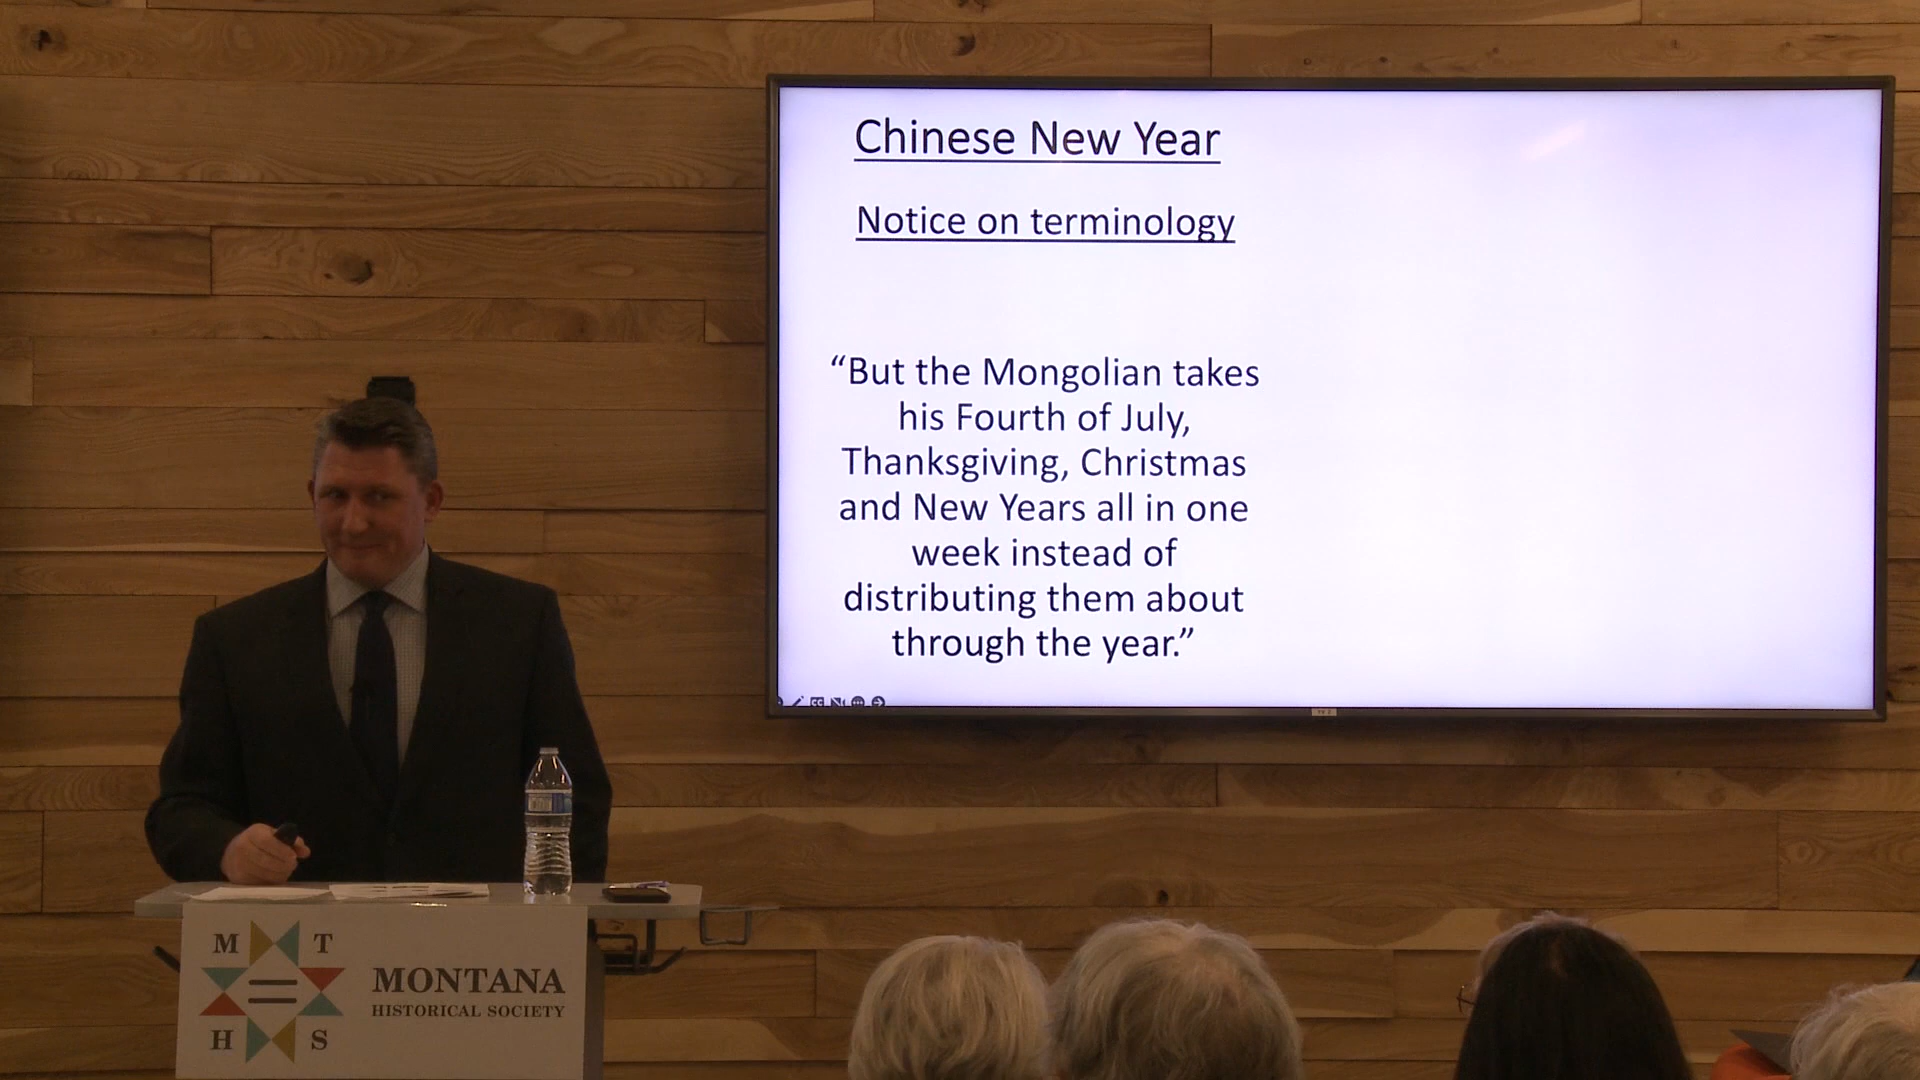 Chinese New Year
Notice on terminology
“But the Mongolian takes
his Fourth of July,
Thanksgiving, Christmas
and New Years all in one
week instead of
distributing them about
through the year.”
CC
M T
H S
MONTANA
HISTORICAL SOCIETY